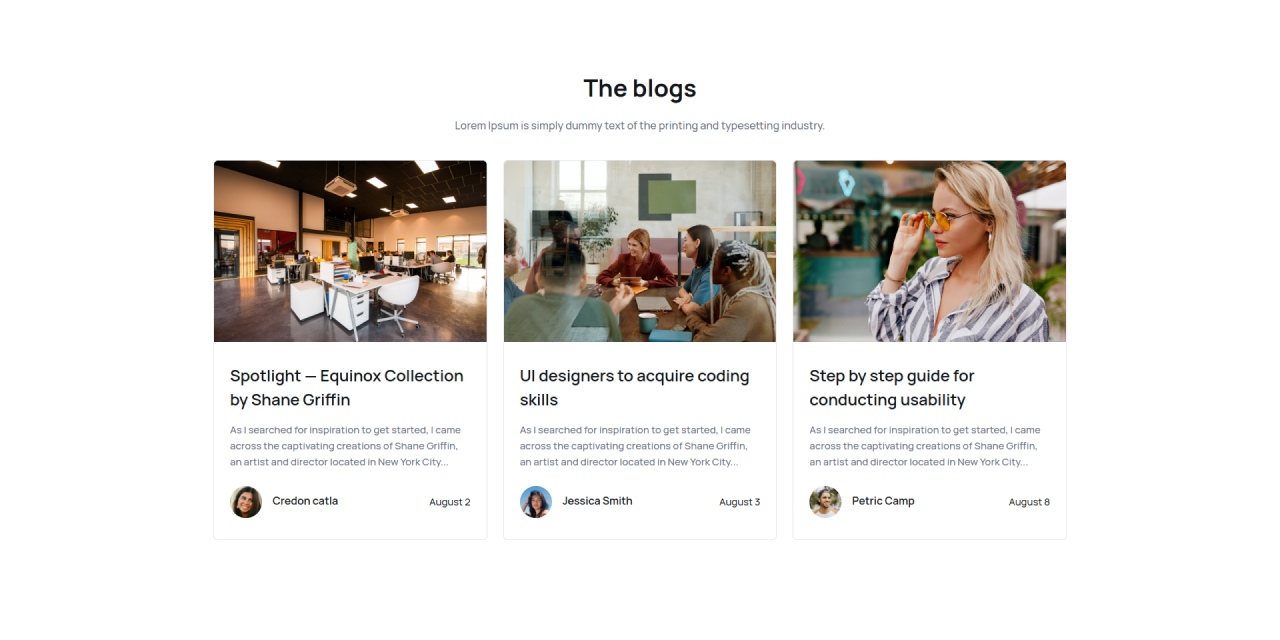 The blogs
Lorem Ipsum is simply dummy text of the printing and typesetting industry.
Spotlight — Equinox Collection
by Shane Griffin
As I searched for inspiration to get started, I came
across the captivating creations of Shane Griffin,
an artist and director located in New York City...
Credon catla
August 2
UI designers to acquire coding
skills
As I searched for inspiration to get started, I came
across the captivating creations of Shane Griffin,
an artist and director located in New York City...
Jessica Smith
August 3
Step by step guide for
conducting usability
As I searched for inspiration to get started, I came
across the captivating creations of Shane Griffin,
an artist and director located in New York City...
Petric Camp
August 8